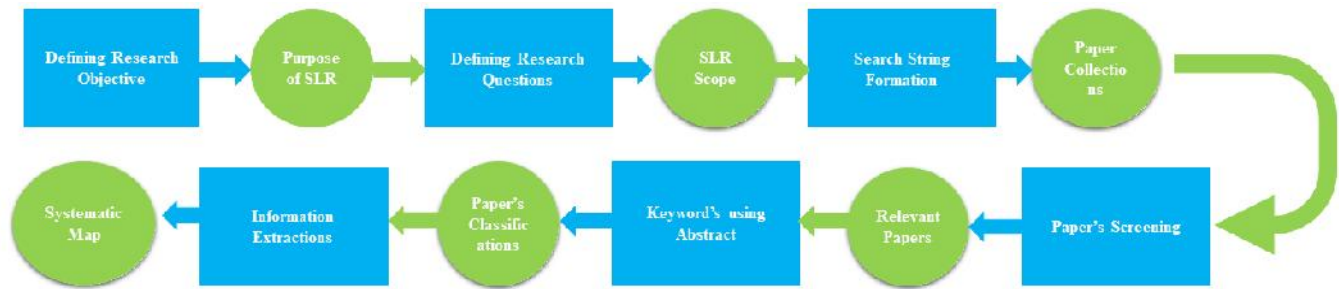 Defining Research
Objective
Purpose
of SLR
Defining Research
Questions
SLR
Scope
Search String
Formation
Paper
Collectio
ns
Systematic
Map
Information
Extractions
Paper's
Classific
ations
Keyword's using
Abstract
Relevant
Papers
Paper's Screening